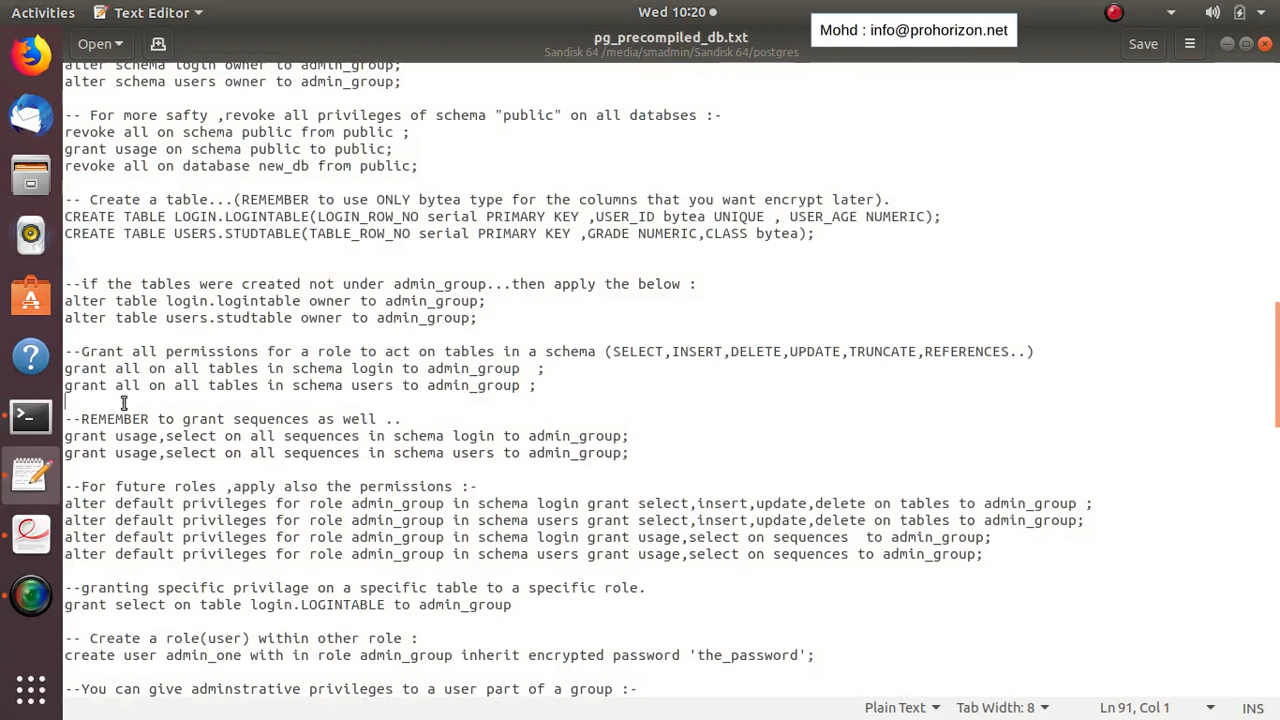 Activities
Text Editor
Wed 10:20
Mohd : info@prohorizon.net
Open
pg_precompiled_db.txt
Sandisk 64 /media/smadmin/Sandisk 64/postgres
Save
alter schema login owner to admin_group;
alter schema users owner to admin_group;
-- For more safty ,revoke all privileges of schema "public" on all databses :-
revoke all on schema public from public ;
grant usage on schema public to public;
revoke all on database new_db from public;
-- Create a table...(REMEMBER to use ONLY bytea type for the columns that you want encrypt later).
CREATE TABLE LOGIN.LOGINTABLE(LOGIN_ROW_NO serial PRIMARY KEY ,USER_ID bytea UNIQUE , USER_AGE NUMERIC);
CREATE TABLE USERS.STUDTABLE(TABLE_ROW_NO serial PRIMARY KEY ,GRADE NUMERIC,CLASS bytea);
--if the tables were created not under admin_group...then apply the below :
alter table login.logintable owner to admin_group;
alter table users.studtable owner to admin_group;
--Grant all permissions for a role to act on tables in a schema (SELECT,INSERT,DELETE,UPDATE,TRUNCATE,REFERENCES..)
grant all on all tables in schema login to admin_group  ;
grant all on all tables in schema users to admin_group ;
--REMEMBER to grant sequences as well ..
grant usage,select on all sequences in schema login to admin_group;
grant usage,select on all sequences in schema users to admin_group;
--For future roles ,apply also the permissions :-
alter default privileges for role admin_group in schema login grant select,insert,update,delete on tables to admin_group ;
alter default privileges for role admin_group in schema users grant select,insert,update,delete on tables to admin_group;
alter default privileges for role admin_group in schema login grant usage,select on sequences  to admin_group;
alter default privileges for role admin_group in schema users grant usage,select on sequences to admin_group;
--granting specific privilage on a specific table to a specific role.
grant select on table login.LOGINTABLE to admin_group
-- Create a role(user) within other role :
create user admin_one with in role admin_group inherit encrypted password 'the_password';
--You can give adminstrative privileges to a user part of a group :-
Plain Text
Tab Width: 8
Ln 91, Col 1
INS